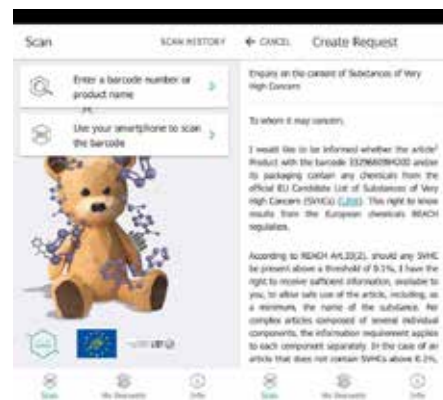 Scan
SCAN HISTORY
Enter a barcode number or
product name
Use your smartphone to scan
the barcode
Scan
My Requests
Info
← CANCEL
Create Request
Enquiry on the content of Substances of Very
High Concern
To whom it may concern,
I would like to be informed whether the article/
Product with the barcode and/or
its packaging contain any chemicals from the
official EU Candidate List of Substances of Very
High Concern (SVHCs) (Link). This right to know
results from the European chemicals REACH
regulation.
According to REACH Art.33(2), should any SVHC
be present above a threshold of 0.1%, I have the
right to receive sufficient information, available to
you, to allow safe use of the article, including, as
a minimum, the name of the substance. For
complex articles composed of several individual
components, the information requirement applies
to each component separately. In the case of an
article that does not contain SVHCs above 0.1%,
Scan
My Requests
Info